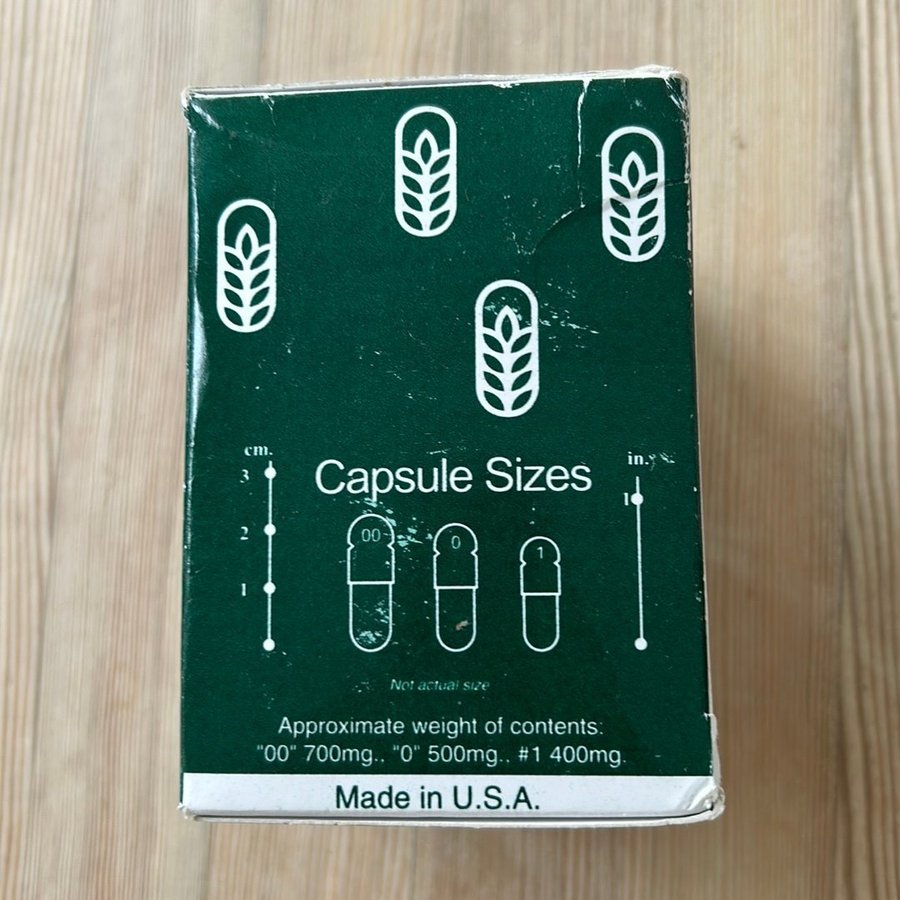 cm.
3
2
1
Capsule Sizes
in.
1
00
0
1
Not actual size
Approximate weight of contents:
"00" 700mg.. "0" 500mg.. #1 400mg.
Made in U.S.A.